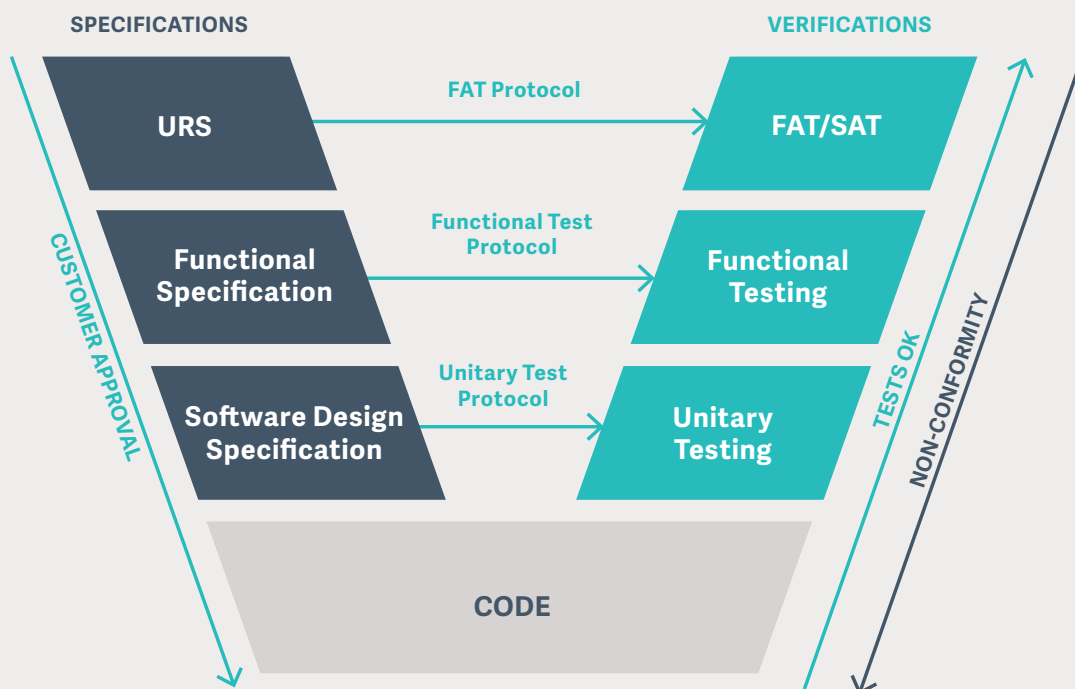 SPECIFICATIONS
VERIFICATIONS
URS
FAT Protocol
FAT/SAT
Functional
Specification
Functional Test
Protocol
Functional
Testing
Software Design
Specification
Unitary Test
Protocol
Unitary
Testing
CODE
CUSTOMER APPROVAL
TESTS OK
NON-CONFORMITY